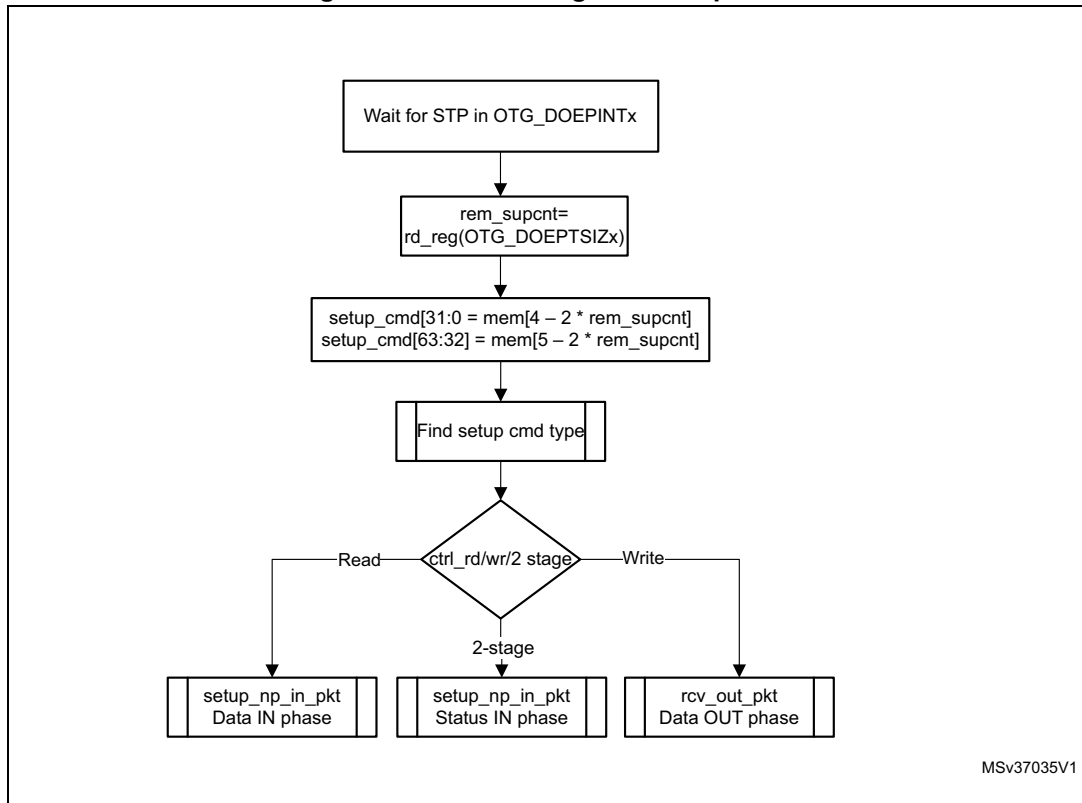 Wait for STP in OTG_DOEPINTx
rem_supcnt=
rd_reg(OTG_DOEPTSIZx)
setup_cmd[31:0 = mem[4 – 2 * rem_supcnt]
setup_cmd[63:32] = mem[5 – 2 * rem_supcnt]
Find setup cmd type
Read
ctrl_rd/wr/2 stage
Write
2-stage
setup_np_in_pkt
Data IN phase
setup_np_in_pkt
Status IN phase
rcv_out_pkt
Data OUT phase
MSv37035V1